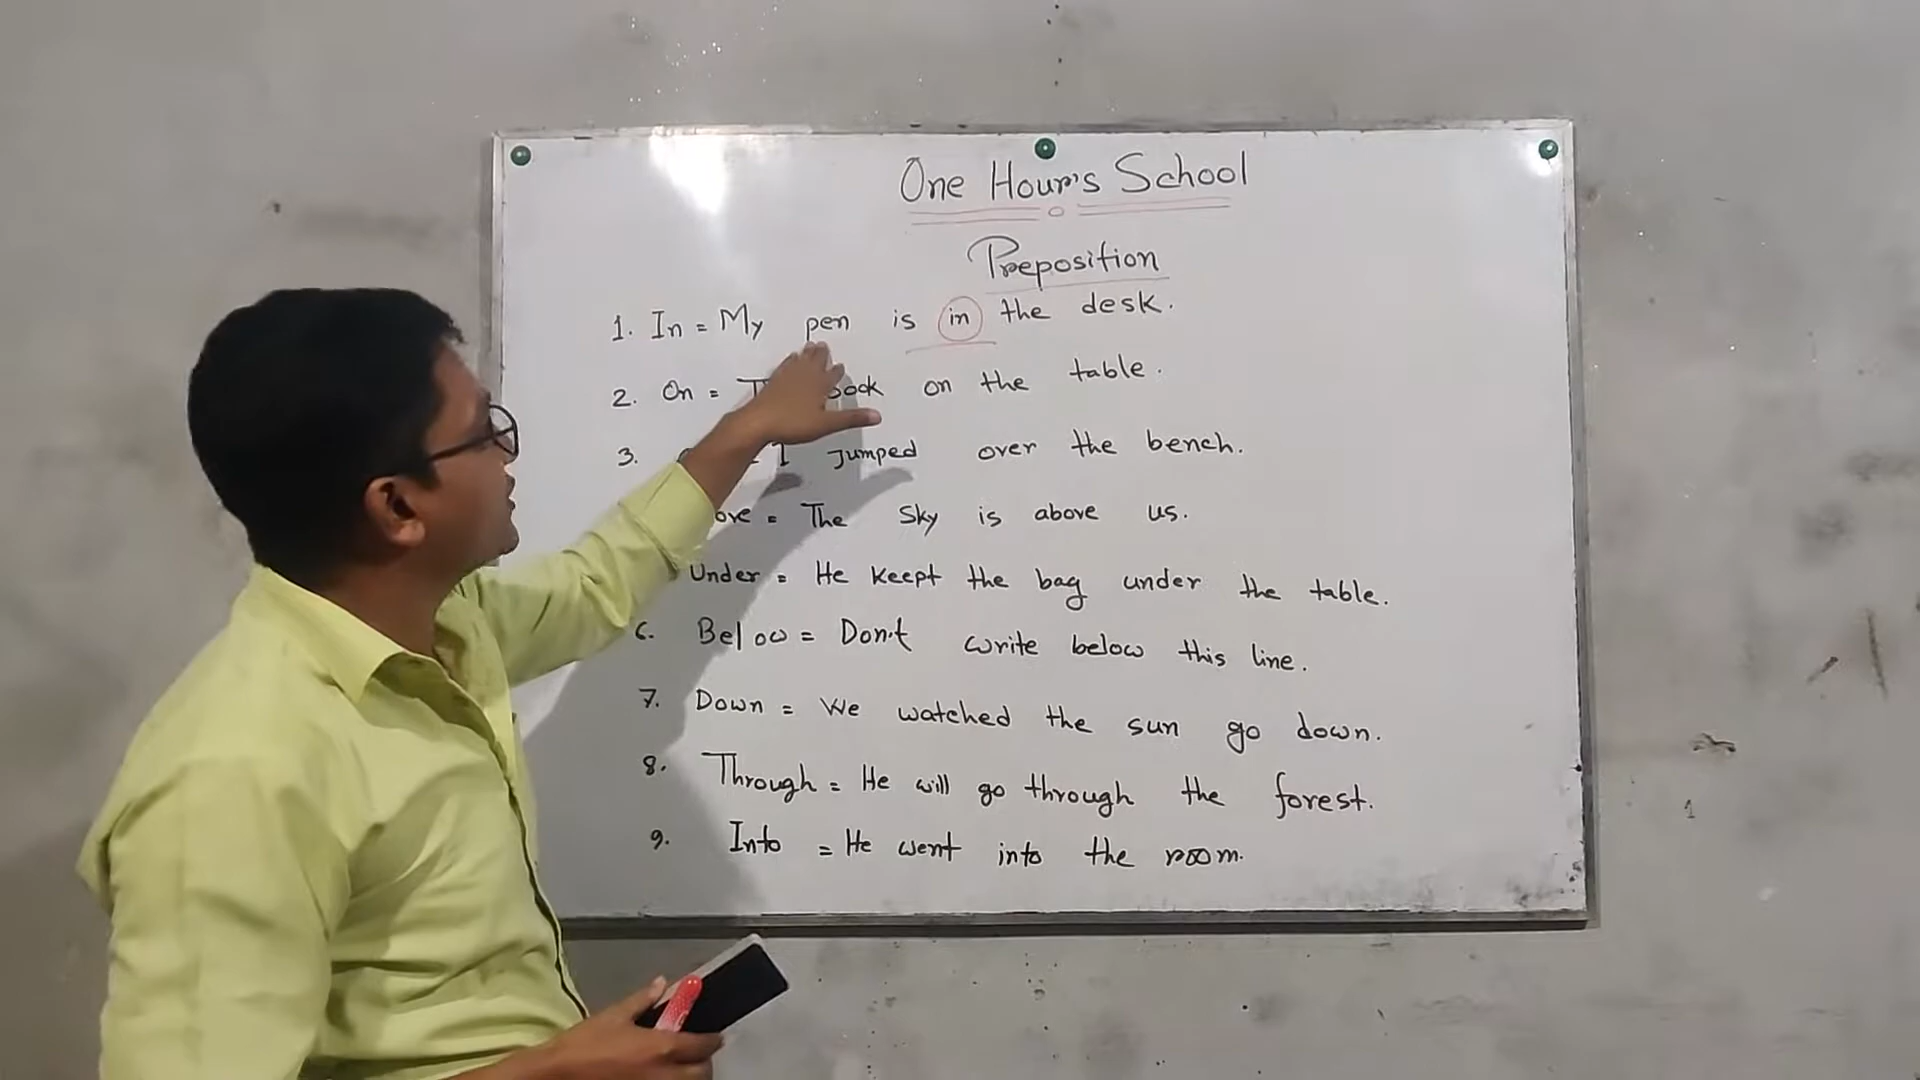 One Hour's School
Preposition
1. In = My pen is in the desk.
2. On = book on the table.
3. I Jumped over the bench.
= The Sky is above us.
Under = He keept the bag under the table.
6. Below = Don't write below this line.
7. Down = We watched the sun go down.
8. Through = He will go through the forest.
9. Into = He went into the room.